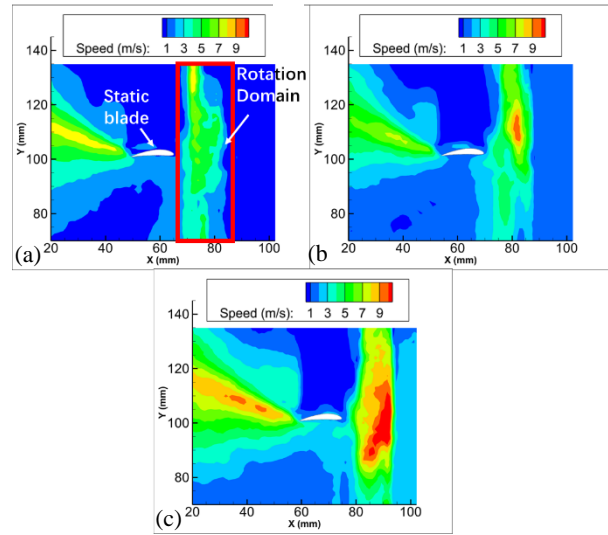 Speed (m/s): 1 3 5 7 9
Speed (m/s): 1 3 5 7 9
140
120
100
80
Y (mm)
Static
blade
Rotation
Domain
20 40 60 80 100
X (mm)
(a)
140
120
100
80
Y (mm)
20 40 60 80 100
X (mm)
(b)
Speed (m/s): 1 3 5 7 9
140
120
100
80
Y (mm)
20 40 60 80 100
X (mm)
(c)